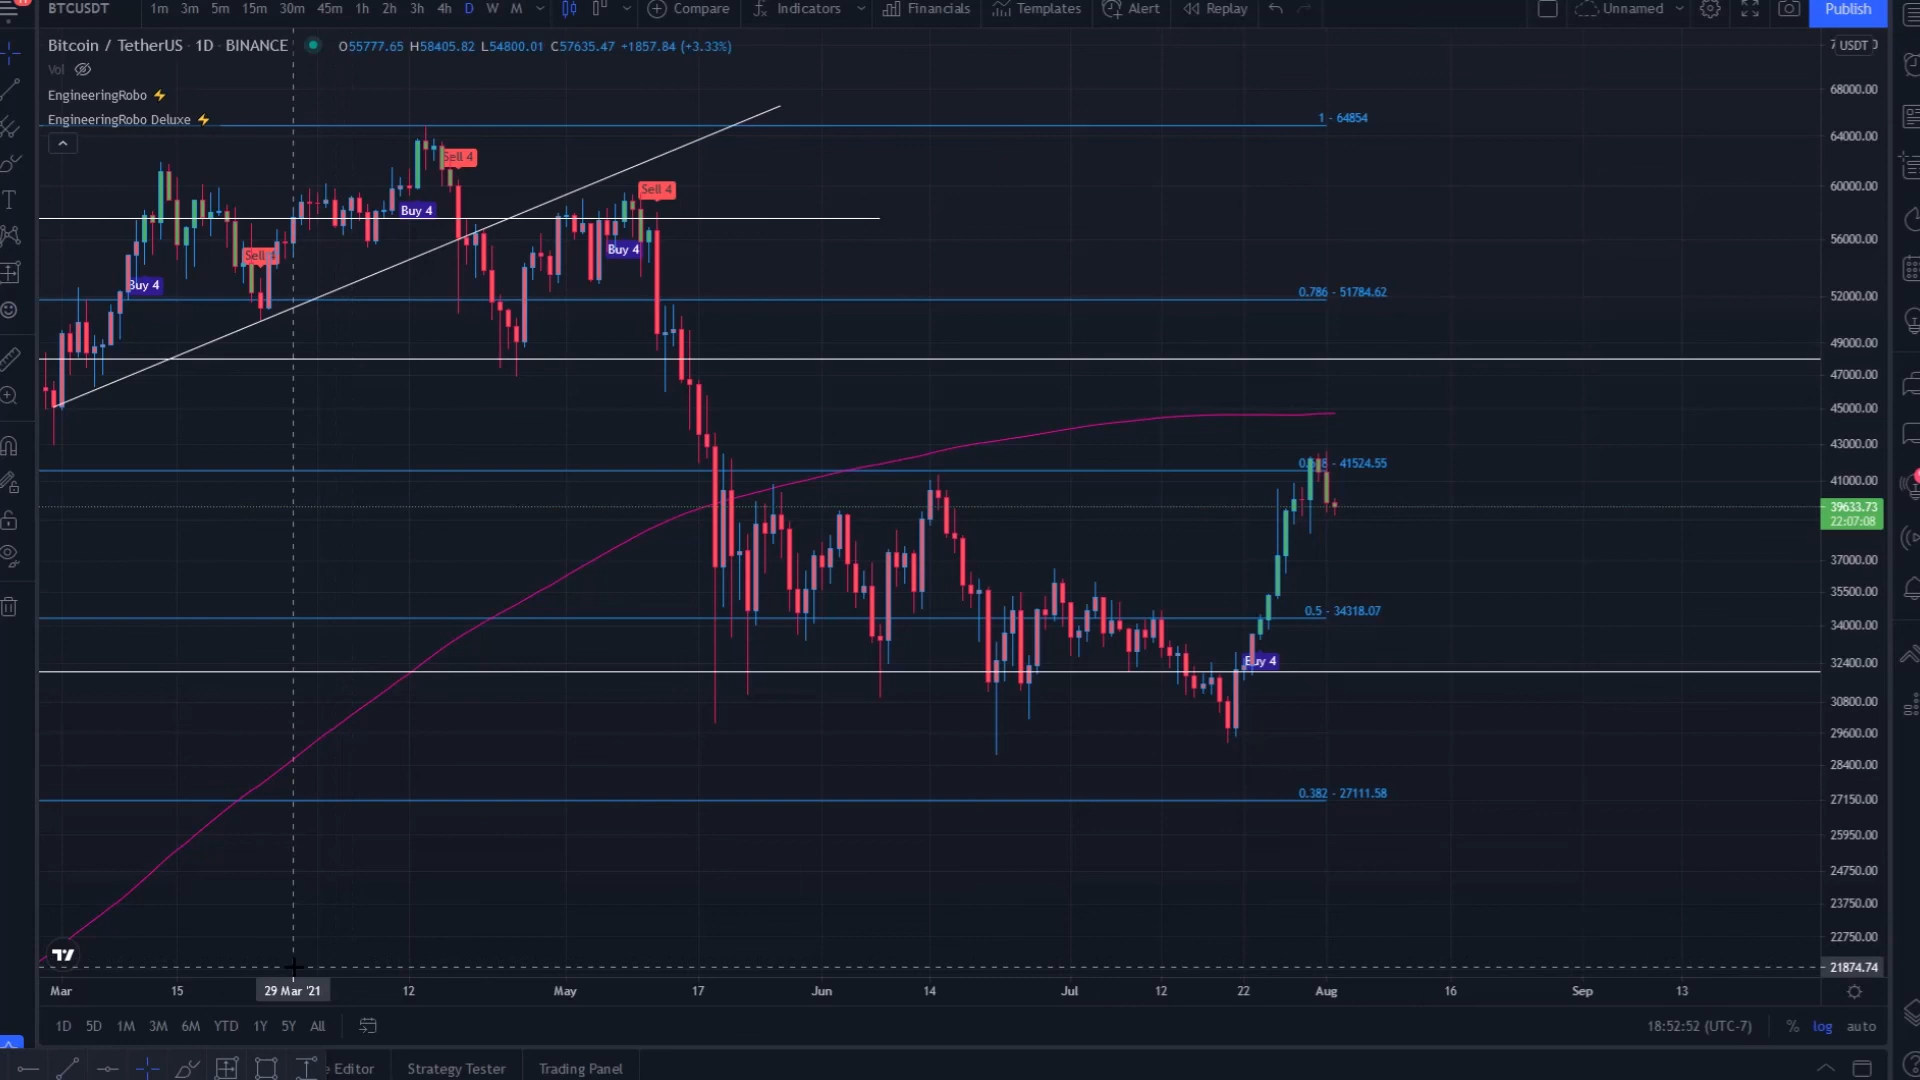 BTCUSDT 1m 3m 5m 15m 30m 45m 1h 2h 3h 4h D W M Compare Indicators Financials Templates Alert Replay Unnamed Publish
Bitcoin / TetherUS · 1D · BINANCE O55777.65 H58405.82 L54800.01 C57635.47 +1857.84 (+3.33%)
USDT
Vol
EngineeringRobo
EngineeringRobo Deluxe
68000.00
1 - 64854
64000.00
Sell 4
60000.00
Sell 4
Buy 4
56000.00
Buy 4
Sell
Buy 4
52000.00
0.786 - 51784.62
49000.00
47000.00
45000.00
43000.00
0.618 - 41524.55
41000.00
39633.73
22:07:08
37000.00
35500.00
0.5 - 34318.07
34000.00
Buy 4
32400.00
30800.00
29600.00
28400.00
0.382 - 27111.58
27150.00
25950.00
24750.00
23750.00
22750.00
21874.74
Mar 15 29 Mar '21 12 May 17 Jun 14 Jul 12 22 Aug 16 Sep 13
1D 5D 1M 3M 6M YTD 1Y 5Y All 18:52:52 (UTC-7) % log auto
Editor Strategy Tester Trading Panel